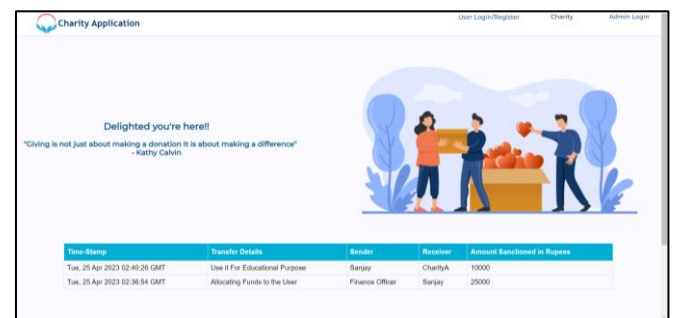 Charity Application
User Login/Register Charity Admin Login
Delighted you're here!!
"Giving is not just about making a donation It is about making a difference"
- Kathy Calvin
Time-Stamp Transfer Details Sender Receiver Amount Sanctioned in Rupees
Tue, 25 Apr 2023 02:40:26 GMT Use it For Educational Purpose Sanjay CharityA 10000
Tue, 25 Apr 2023 02:36:54 GMT Allocating Funds to the User Finance Officer Sanjay 25000